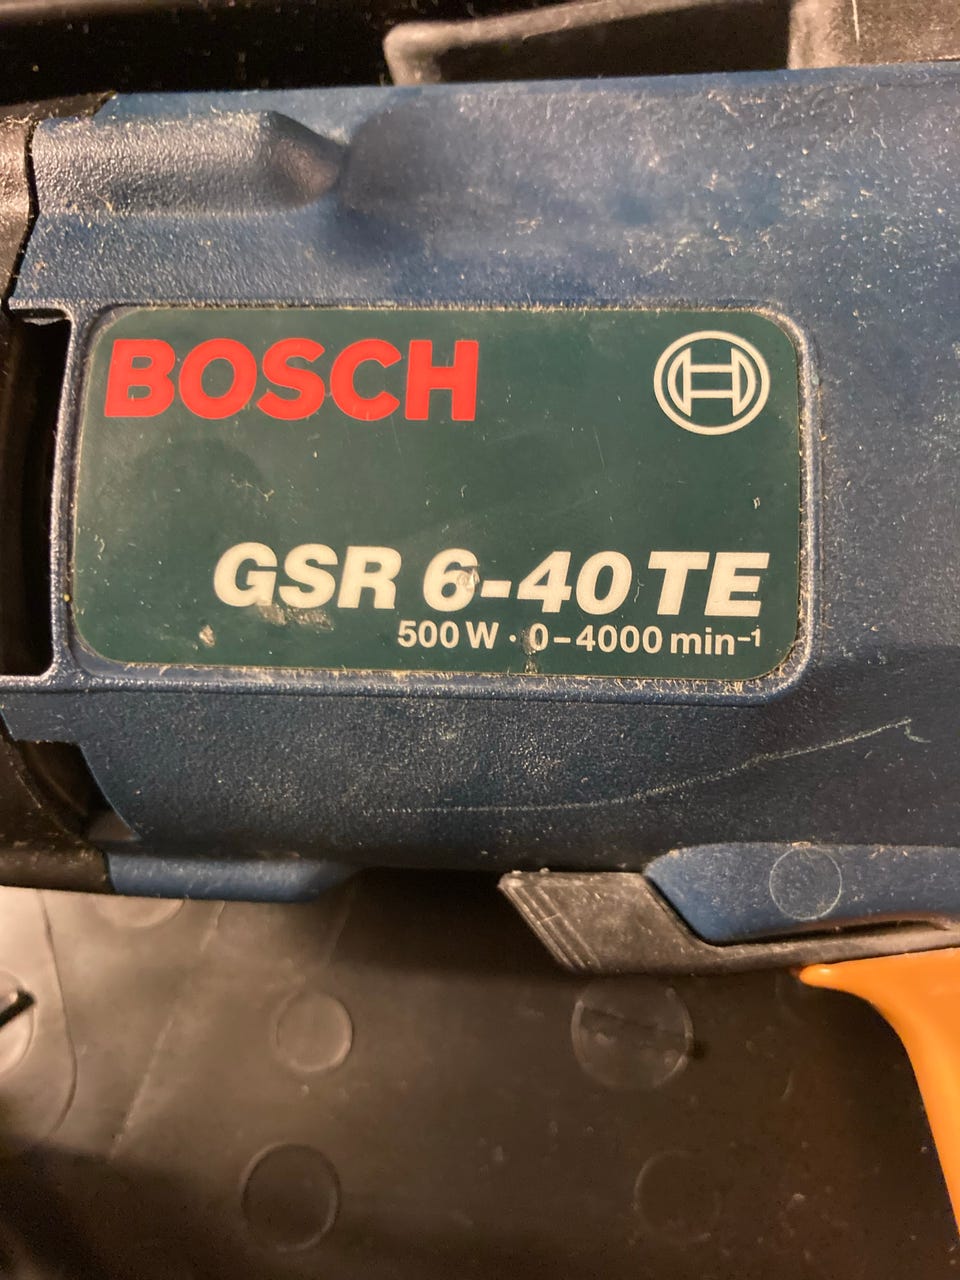 BOSCH
GSR 6-40 TE
500 W · 0–4000 min⁻¹